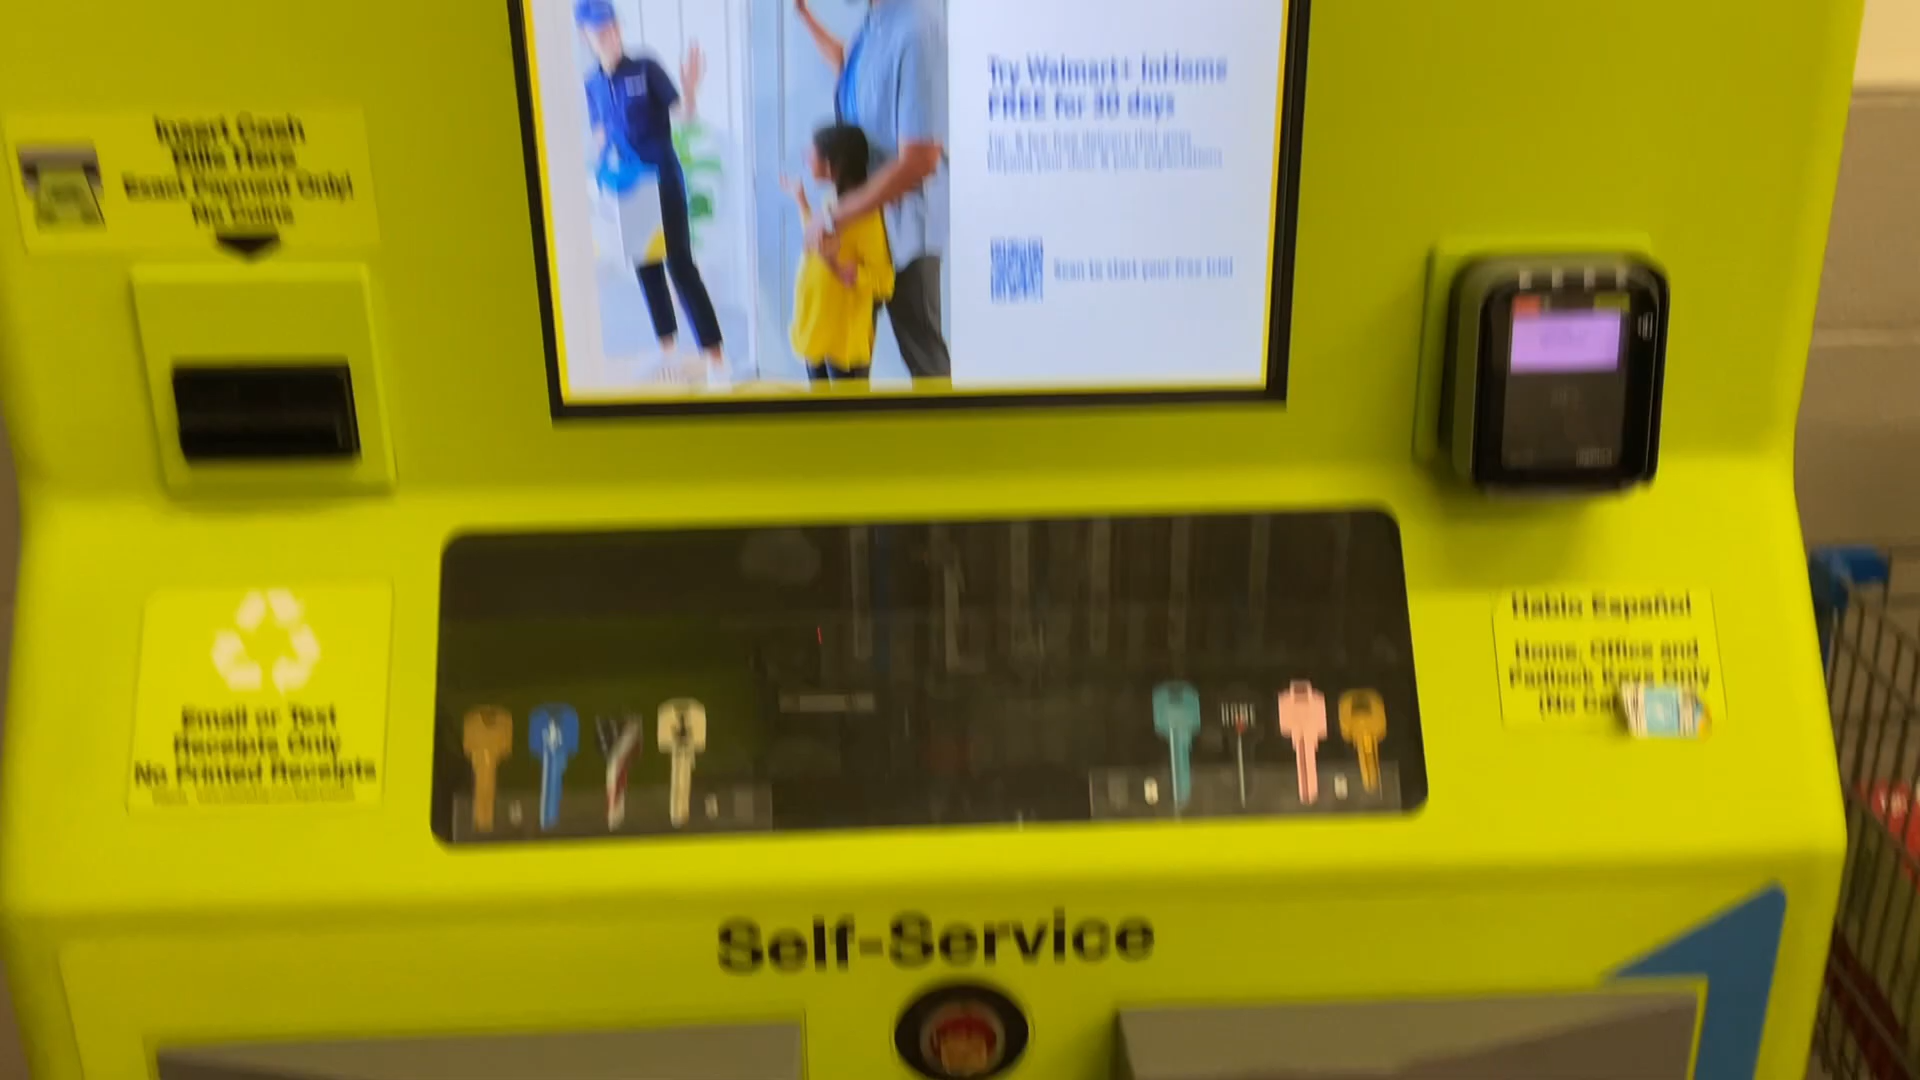 Try Walmart+ InHome
FREE for 30 days
Scan to start your free trial
Insert Cash
Bills Here
Exact Payment Only!
No Coins
Email or Text
Receipts Only
No Printed Receipts
Hablo Español
Home, Office and
Padlock Keys Only
(No
Self-Service